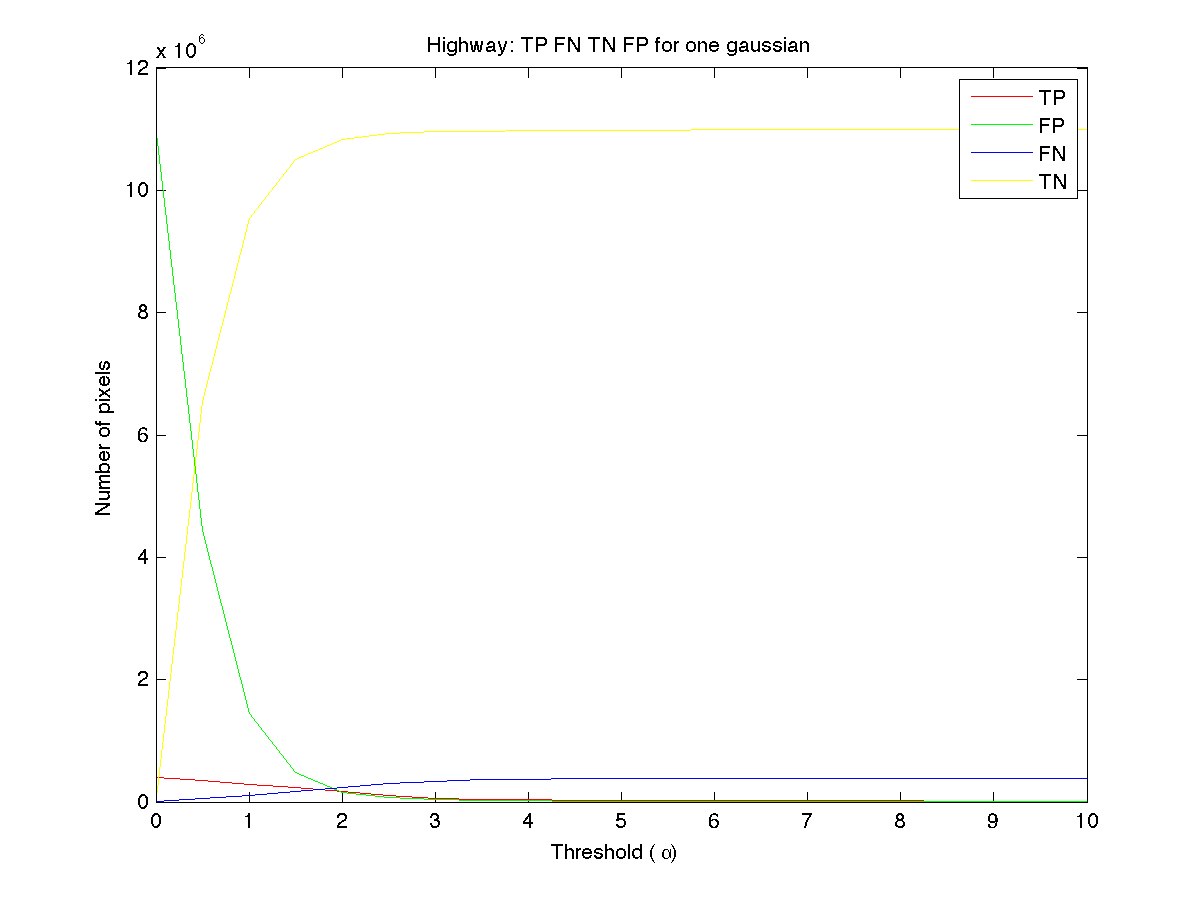 Highway: TP FN TN FP for one gaussian
x 10^6
12
10
8
6
4
2
0
Number of pixels
TP
FP
FN
TN
0 1 2 3 4 5 6 7 8 9 10
Threshold ( α)